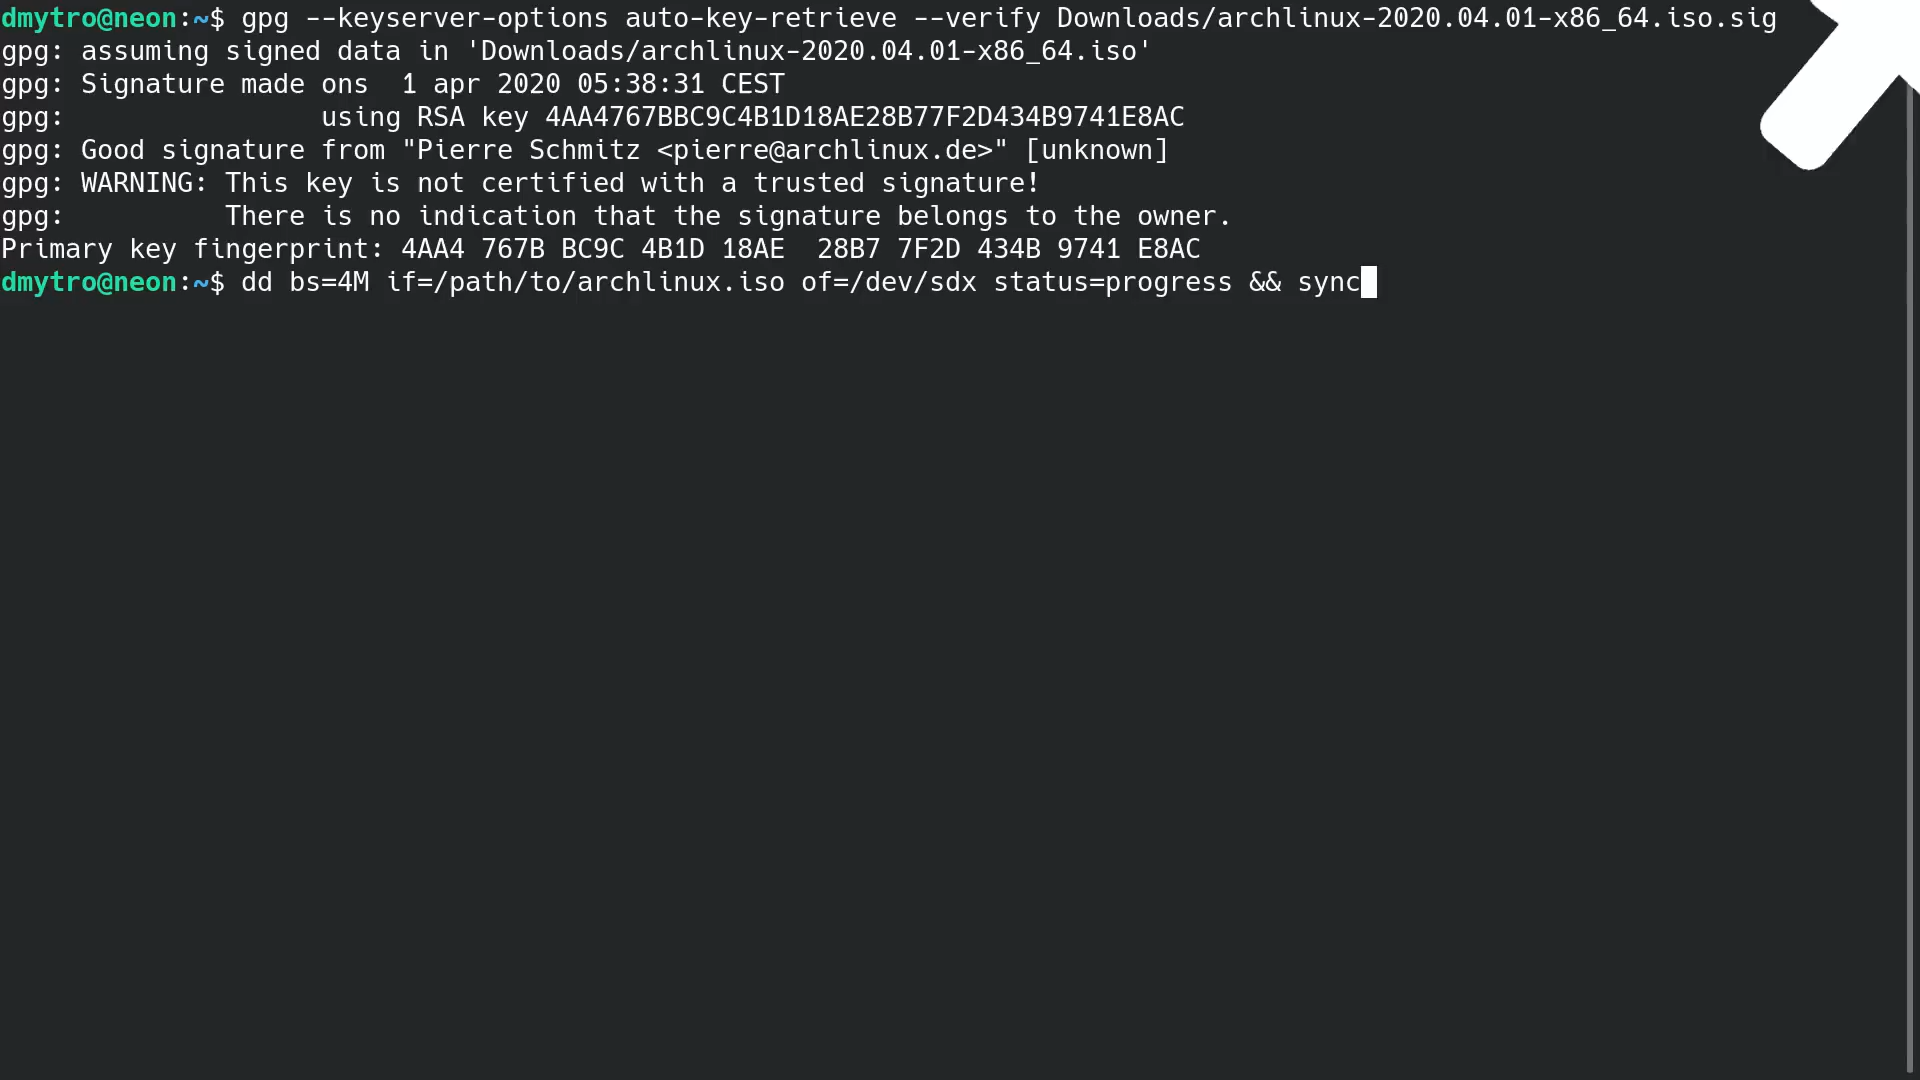 dmytro@neon:~$ gpg --keyserver-options auto-key-retrieve --verify Downloads/archlinux-2020.04.01-x86_64.iso.sig
gpg: assuming signed data in 'Downloads/archlinux-2020.04.01-x86_64.iso'
gpg: Signature made ons  1 apr 2020 05:38:31 CEST
gpg:                using RSA key 4AA4767BBC9C4B1D18AE28B77F2D434B9741E8AC
gpg: Good signature from "Pierre Schmitz <pierre@archlinux.de>" [unknown]
gpg: WARNING: This key is not certified with a trusted signature!
gpg:          There is no indication that the signature belongs to the owner.
Primary key fingerprint: 4AA4 767B BC9C 4B1D 18AE  28B7 7F2D 434B 9741 E8AC
dmytro@neon:~$ dd bs=4M if=/path/to/archlinux.iso of=/dev/sdx status=progress && sync